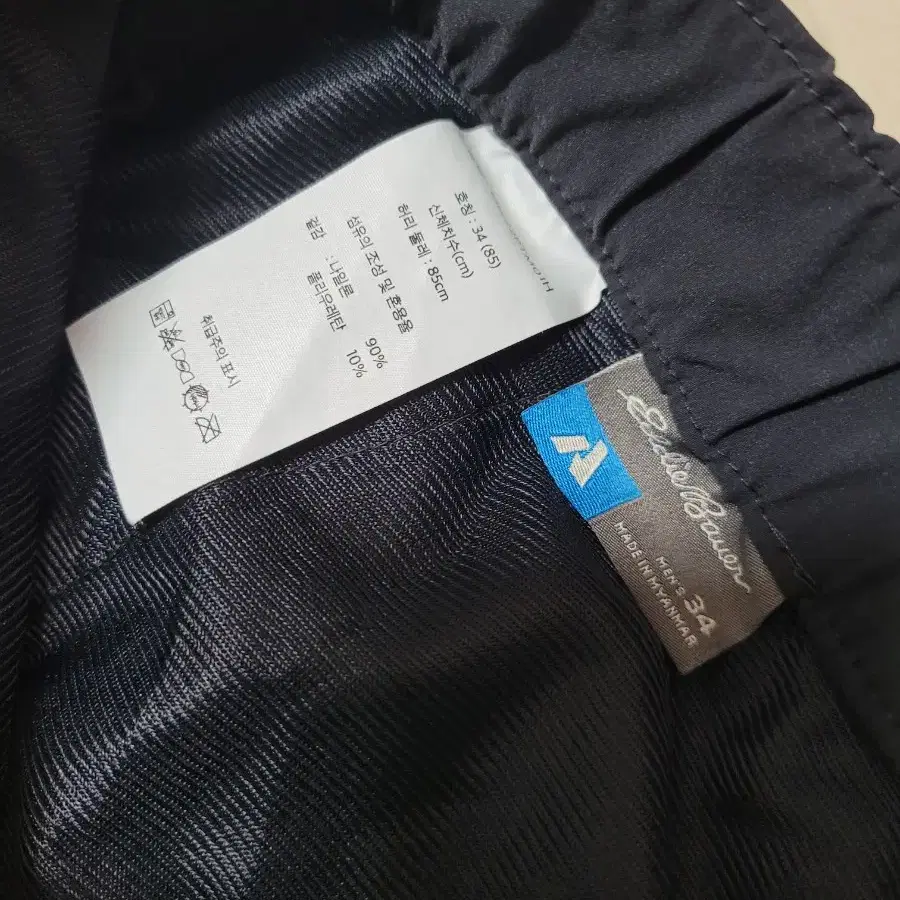 호칭 : 34 (85)
신체치수(cm)
허리 둘레 : 85cm
섬유의 조성 및 혼용율
겉감 : 나일론 90%
폴리우레탄 10%
취급주의 표시
Eddie Bauer
MEN'S 34
MADE IN MYANMAR